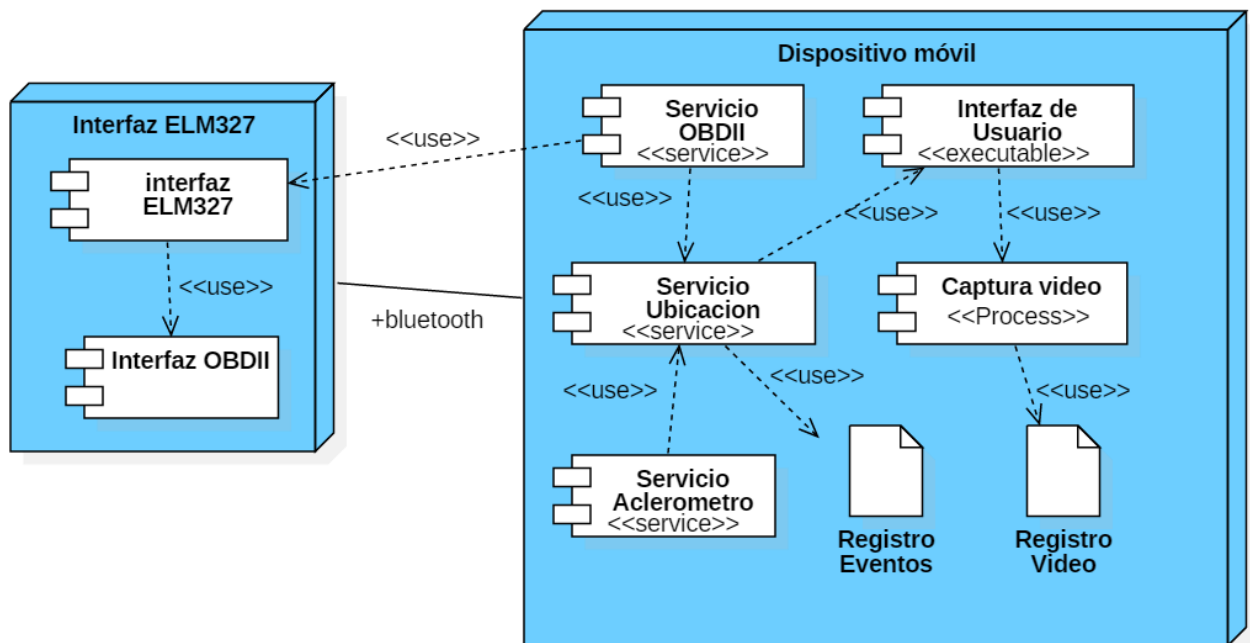 Dispositivo móvil
Interfaz ELM327
<<use>>
Servicio
OBDII
<<service>>
Interfaz de
Usuario
<<executable>>
interfaz
ELM327
<<use>>
<<use>>
<<use>>
<<use>>
+bluetooth
Servicio
Ubicacion
<<service>>
Captura video
<<Process>>
Interfaz OBDII
<<use>>
<<use>>
<<use>>
Servicio
Aclerometro
<<service>>
Registro
Eventos
Registro
Video